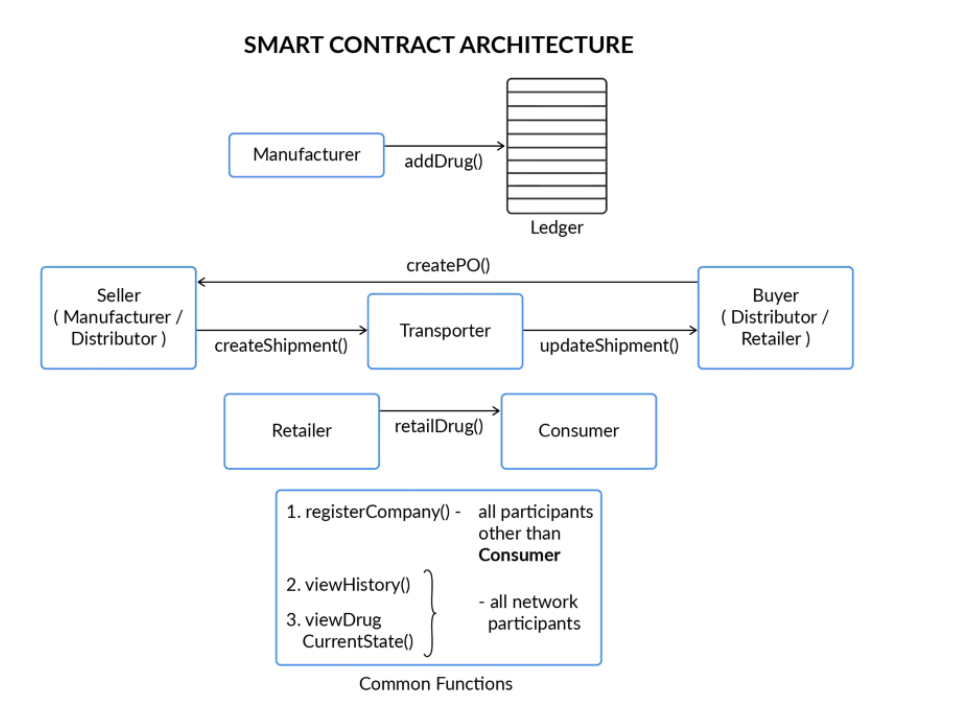 SMART CONTRACT ARCHITECTURE
Manufacturer
addDrug()
Ledger
createPO()
Seller
( Manufacturer /
Distributor )
createShipment()
Transporter
updateShipment()
Buyer
( Distributor /
Retailer )
Retailer
retailDrug()
Consumer
1. registerCompany() - all participants
other than
Consumer
2. viewHistory()
3. viewDrug
CurrentState()
- all network
participants
Common Functions